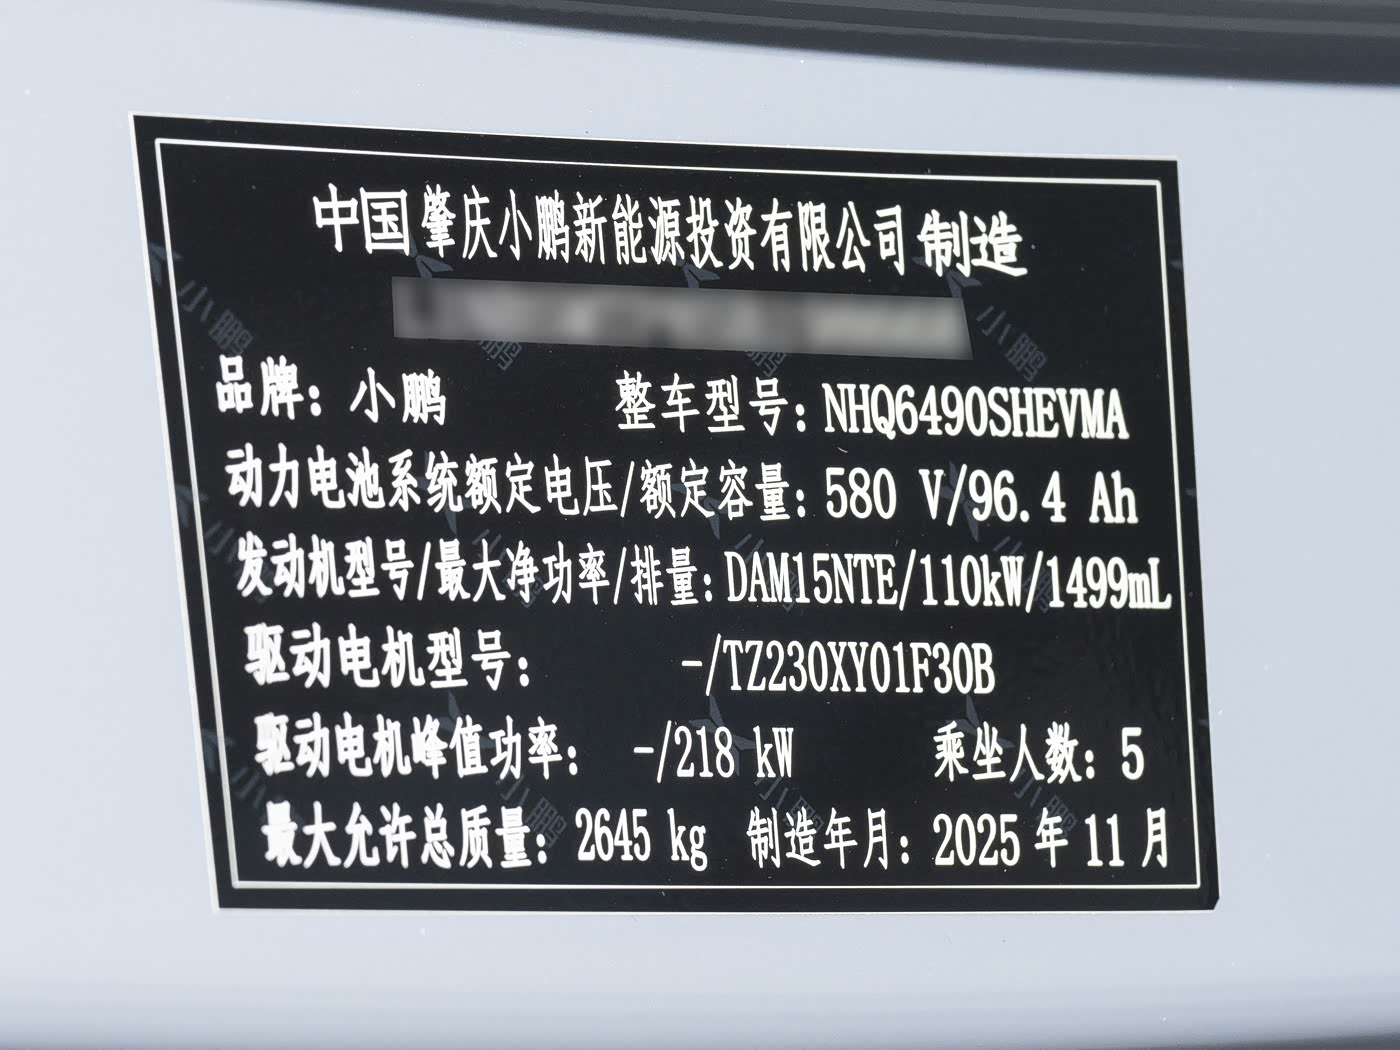 中国肇庆小鹏新能源投资有限公司制造
品牌：小鹏 整车型号：NHQ6490SHEVMA
动力电池系统额定电压/额定容量：580 V/96.4 Ah
发动机型号/最大净功率/排量：DAM15NTE/110kW/1499mL
驱动电机型号： -/TZ230XY01F30B
驱动电机峰值功率： -/218 kW 乘坐人数：5
最大允许总质量：2645 kg 制造年月：2025 年 11 月